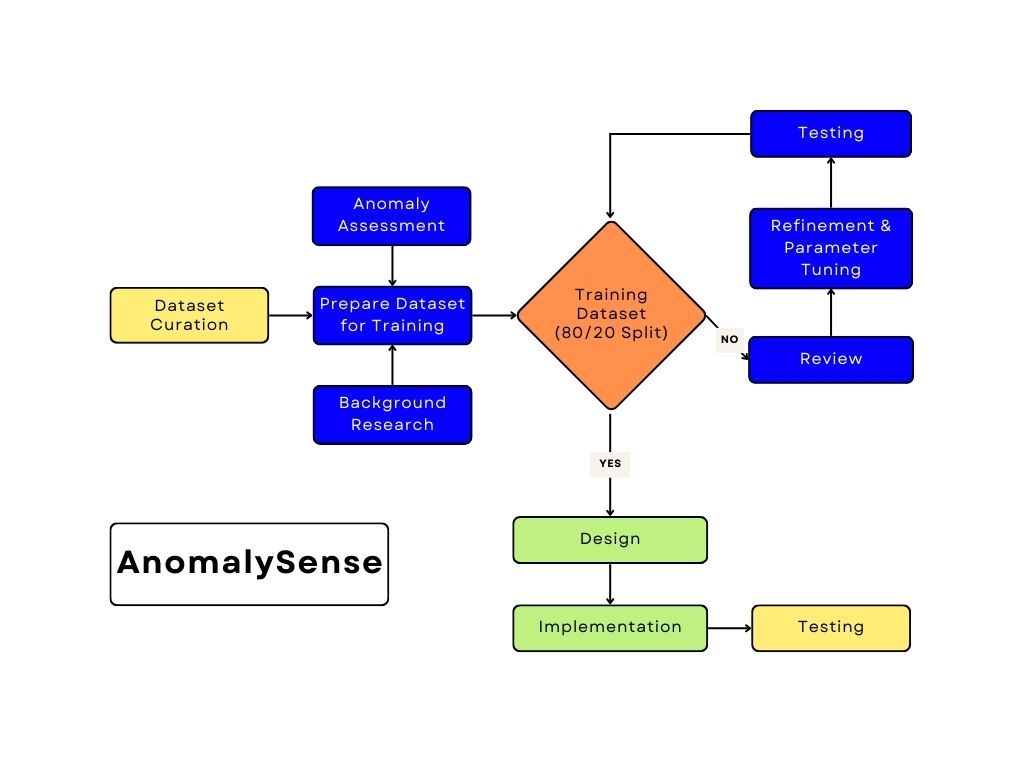 Testing
Anomaly
Assessment
Refinement &
Parameter
Tuning
Dataset
Curation
Prepare Dataset
for Training
Training
Dataset
(80/20 Split)
NO
Review
Background
Research
YES
Design
AnomalySense
Implementation
Testing